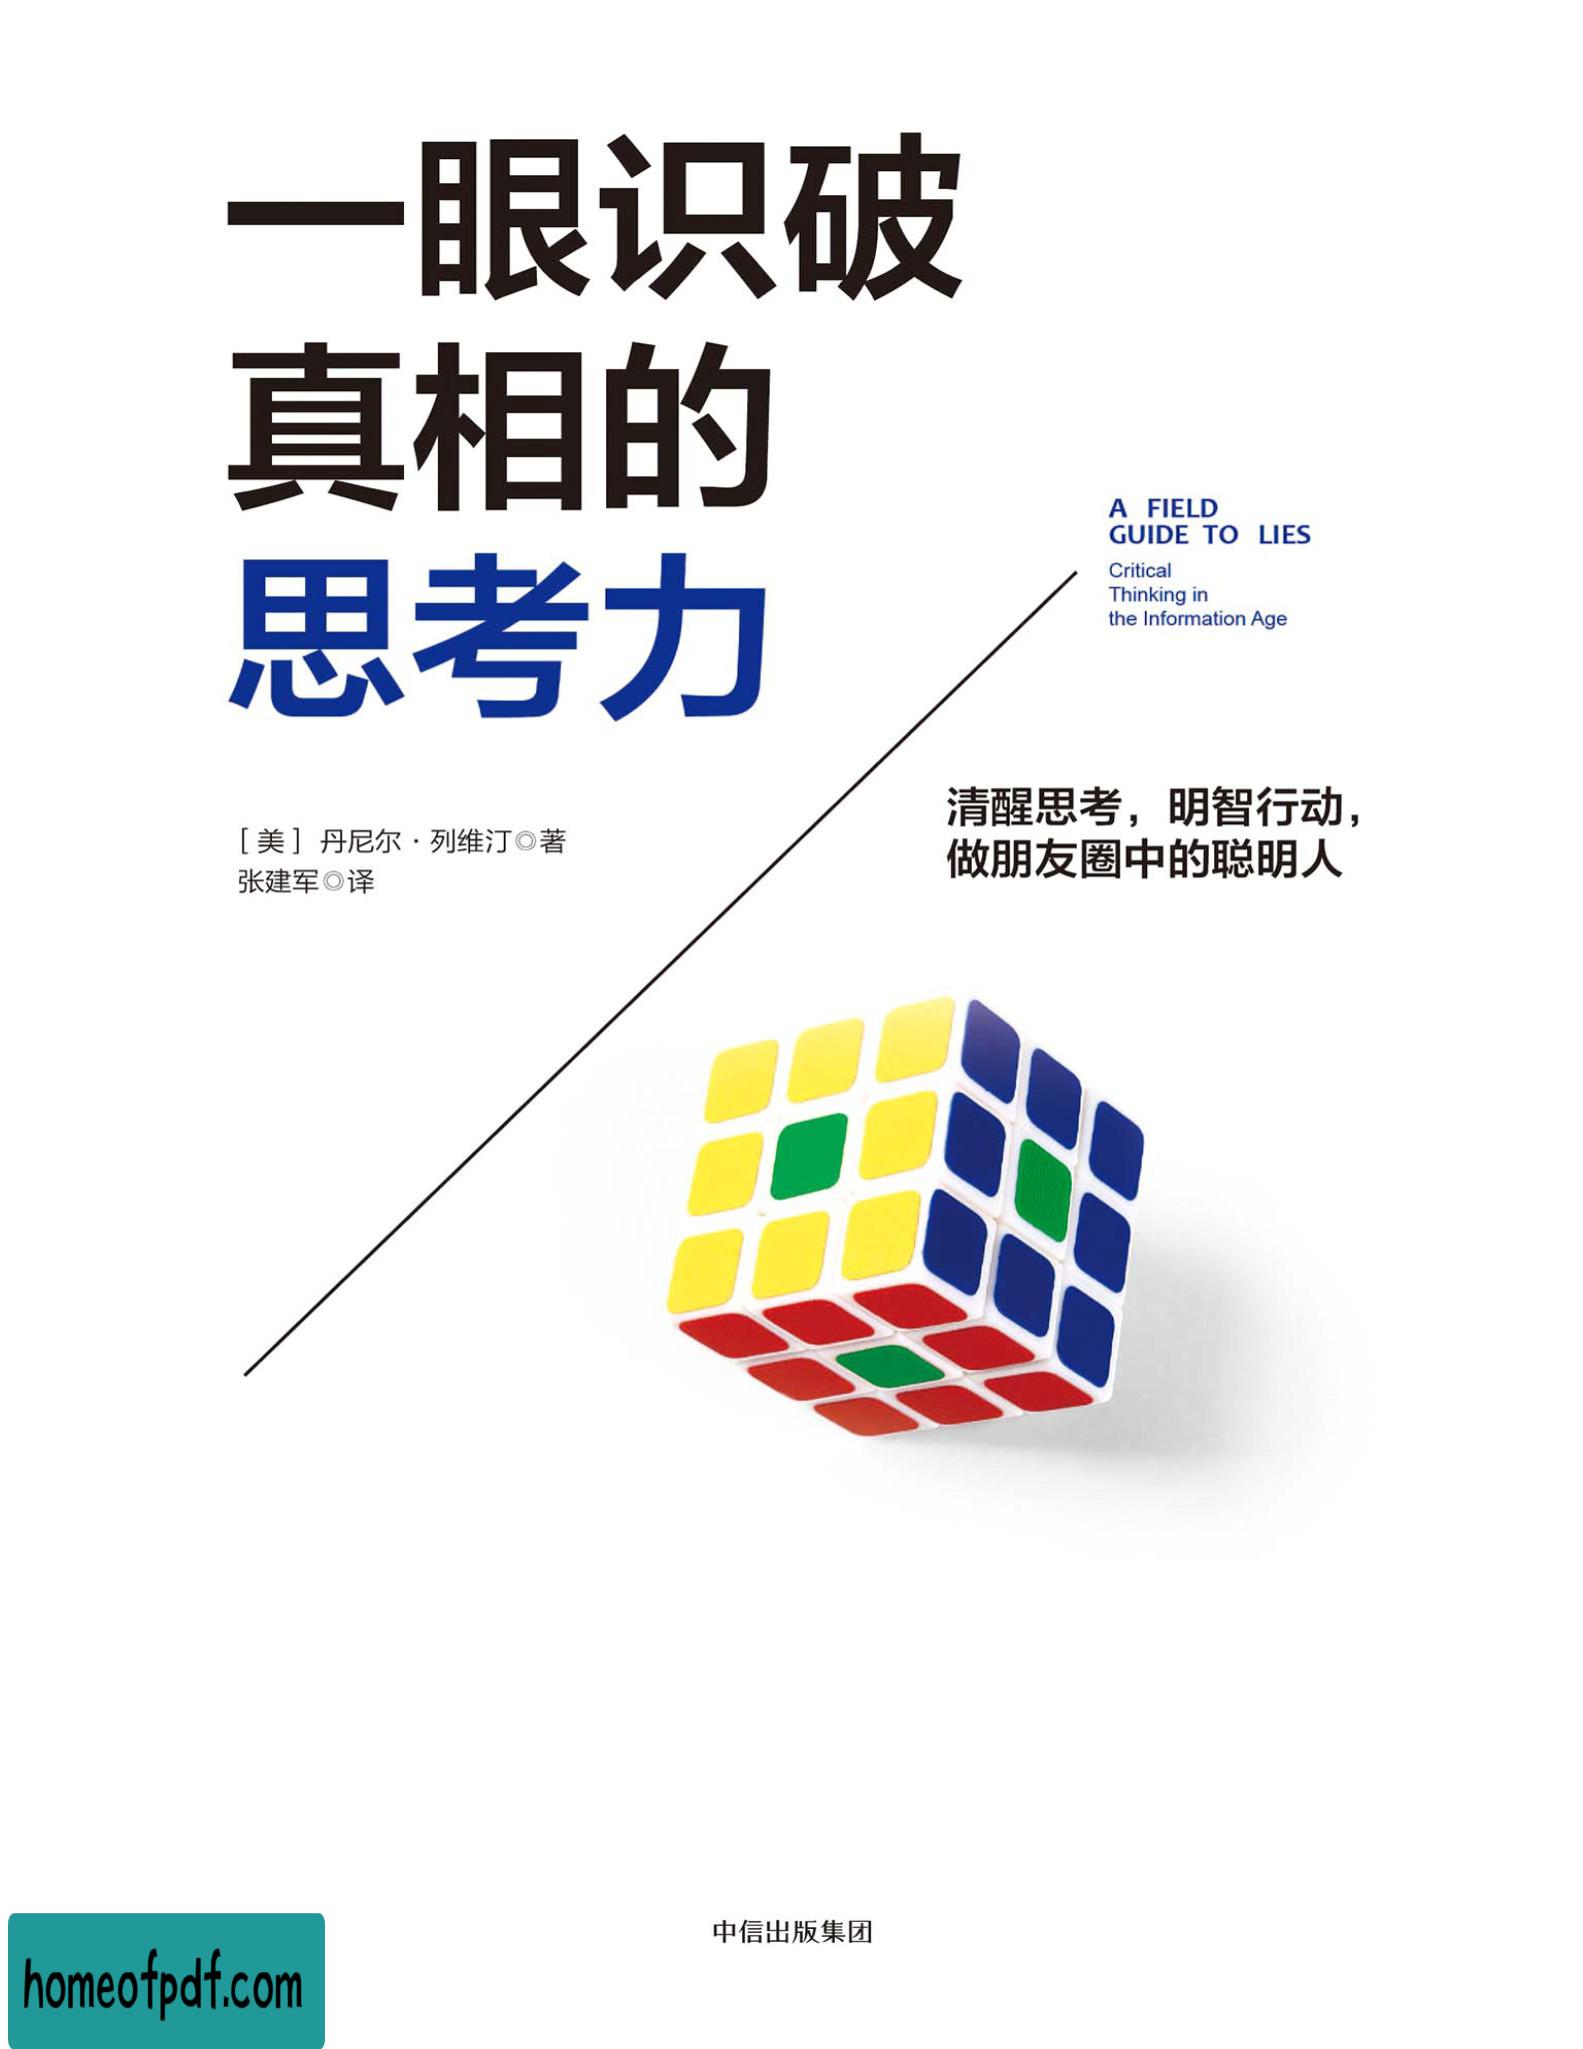 一眼识破
真相的
思考力
A FIELD
GUIDE TO LIES
Critical
Thinking in
the Information Age
清醒思考，明智行动，
做朋友圈中的聪明人
［美］丹尼尔·列维汀◎著
张建军◎译
中信出版集团
homeofpdf.com